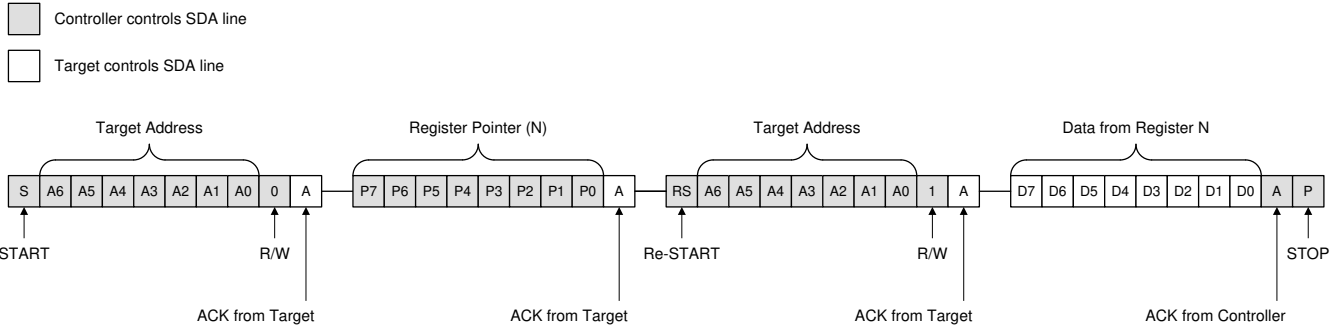 Controller controls SDA line
Target controls SDA line
Target Address Register Pointer (N) Target Address Data from Register N
S A6 A5 A4 A3 A2 A1 A0 0 A P7 P6 P5 P4 P3 P2 P1 P0 A RS A6 A5 A4 A3 A2 A1 A0 1 A D7 D6 D5 D4 D3 D2 D1 D0 A P
START R/W Re-START R/W STOP
ACK from Target ACK from Target ACK from Target ACK from Controller